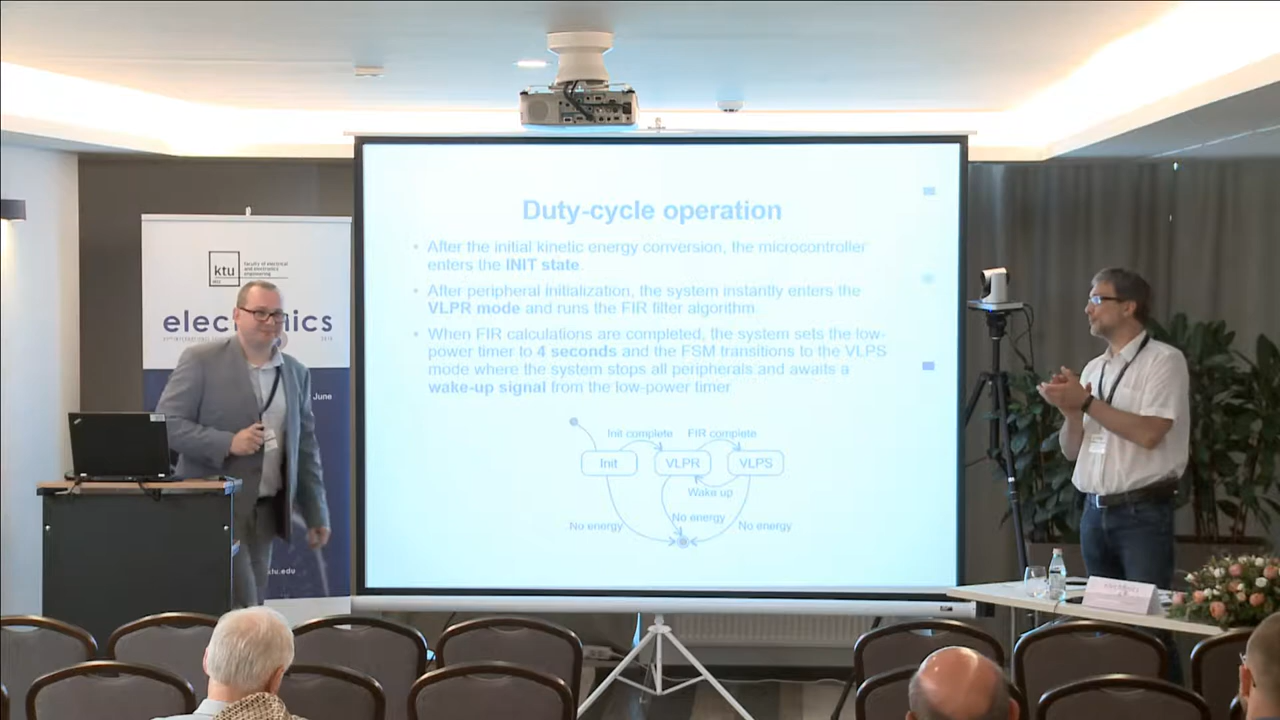 Duty-cycle operation
After the initial kinetic energy conversion, the microcontroller
enters the INIT state.
After peripheral initialization, the system instantly enters the
VLPR mode and runs the FIR filter algorithm
When FIR calculations are completed, the system sets the low-
power timer to 4 seconds and the FSM transitions to the VLPS
mode where the system stops all peripherals and awaits a
wake-up signal from the low-power timer
Init complete
FIR complete
Init
VLPR
VLPS
Wake up
No energy
No energy
No energy
ktu
faculty of electrical
and electronics
engineering
elec
nics
June
.edu